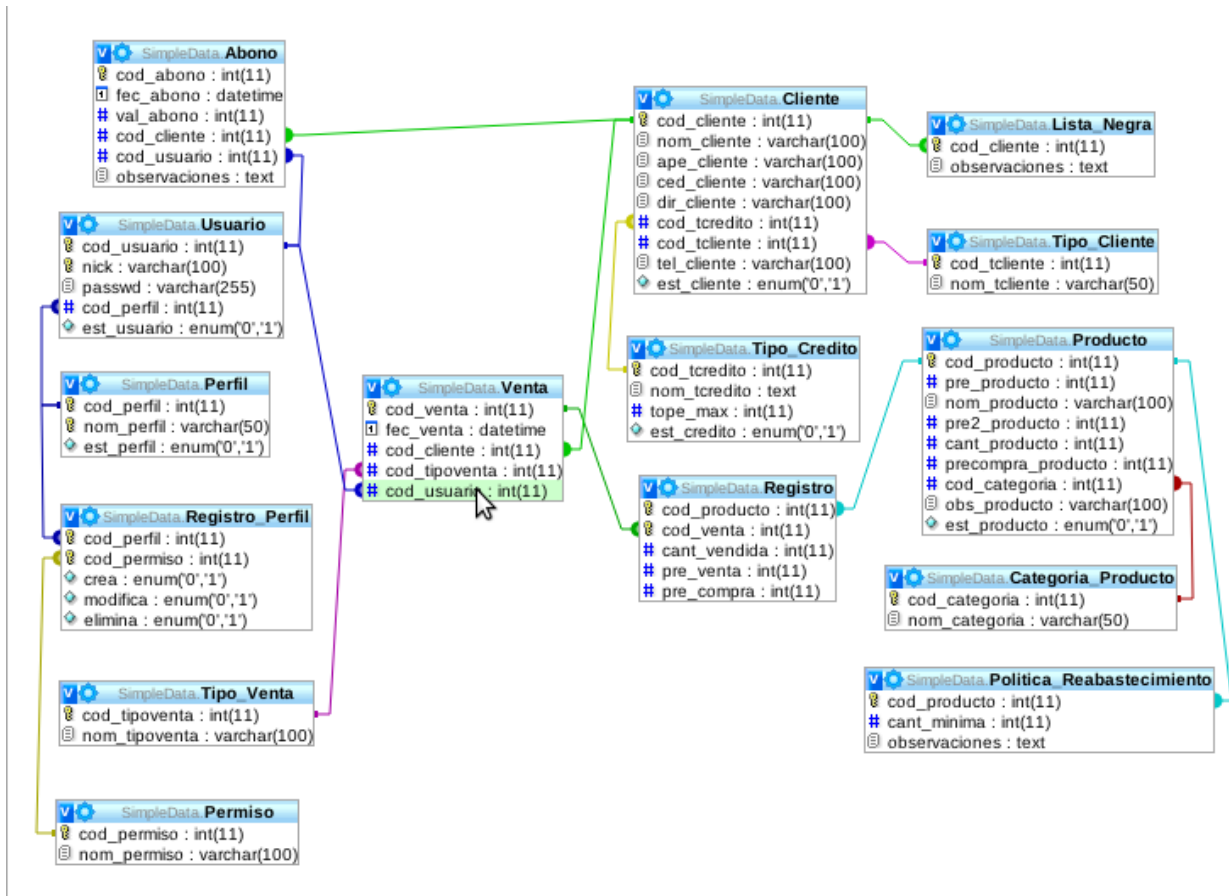 SimpleData.Abono
cod_abono : int(11)
fec_abono : datetime
val_abono : int(11)
cod_cliente : int(11)
cod_usuario : int(11)
observaciones : text
SimpleData.Usuario
cod_usuario : int(11)
nick : varchar(100)
passwd : varchar(255)
cod_perfil : int(11)
est_usuario : enum('0','1')
SimpleData.Perfil
cod_perfil : int(11)
nom_perfil : varchar(50)
est_perfil : enum('0','1')
SimpleData.Registro_Perfil
cod_perfil : int(11)
cod_permiso : int(11)
crea : enum('0','1')
modifica : enum('0','1')
elimina : enum('0','1')
SimpleData.Tipo_Venta
cod_tipoventa : int(11)
nom_tipoventa : varchar(100)
SimpleData.Permiso
cod_permiso : int(11)
nom_permiso : varchar(100)
SimpleData.Venta
cod_venta : int(11)
fec_venta : datetime
cod_cliente : int(11)
cod_tipoventa : int(11)
cod_usuario : int(11)
SimpleData.Cliente
cod_cliente : int(11)
nom_cliente : varchar(100)
ape_cliente : varchar(100)
ced_cliente : varchar(100)
dir_cliente : varchar(100)
cod_tcredito : int(11)
cod_tcliente : int(11)
tel_cliente : varchar(100)
est_cliente : enum('0','1')
SimpleData.Tipo_Credito
cod_tcredito : int(11)
nom_tcredito : text
tope_max : int(11)
est_credito : enum('0','1')
SimpleData.Registro
cod_producto : int(11)
cod_venta : int(11)
cant_vendida : int(11)
pre_venta : int(11)
pre_compra : int(11)
SimpleData.Lista_Negra
cod_cliente : int(11)
observaciones : text
SimpleData.Tipo_Cliente
cod_tcliente : int(11)
nom_tcliente : varchar(50)
SimpleData.Producto
cod_producto : int(11)
pre_producto : int(11)
nom_producto : varchar(100)
pre2_producto : int(11)
cant_producto : int(11)
precompra_producto : int(11)
cod_categoria : int(11)
obs_producto : varchar(100)
est_producto : enum('0','1')
SimpleData.Categoria_Producto
cod_categoria : int(11)
nom_categoria : varchar(50)
SimpleData.Politica_Reabastecimiento
cod_producto : int(11)
cant_minima : int(11)
observaciones : text